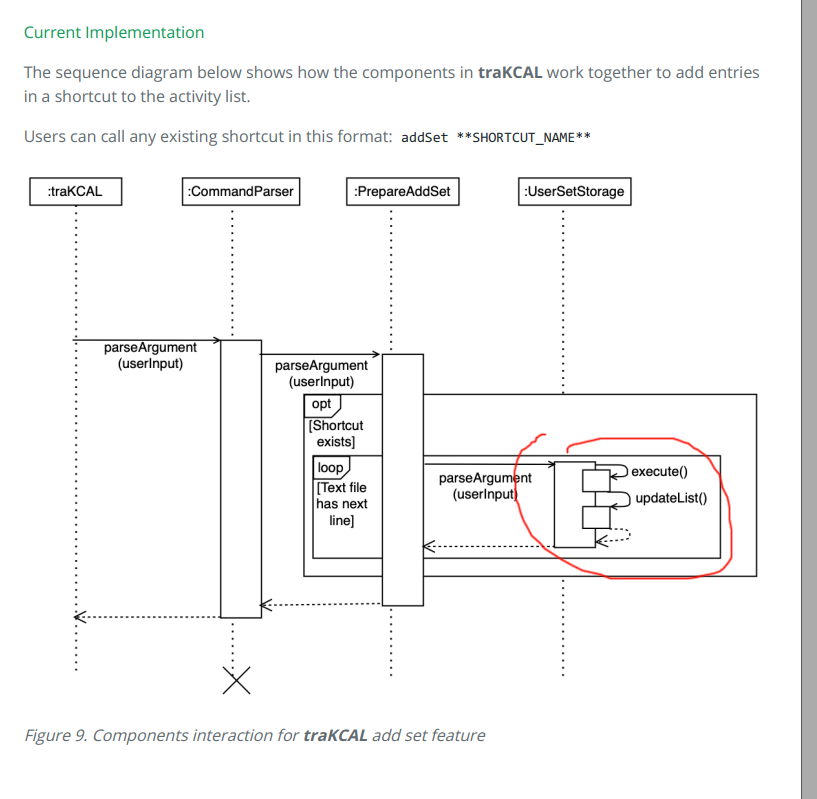 Current Implementation
The sequence diagram below shows how the components in traKCAL work together to add entries
in a shortcut to the activity list.
Users can call any existing shortcut in this format: addSet **SHORTCUT_NAME**
:traKCAL
:CommandParser
:PrepareAddSet
:UserSetStorage
parseArgument
(userInput)
parseArgument
(userInput)
opt
[Shortcut
exists]
loop
[Text file
has next
line]
parseArgument
(userInput)
execute()
updateList()
Figure 9. Components interaction for traKCAL add set feature